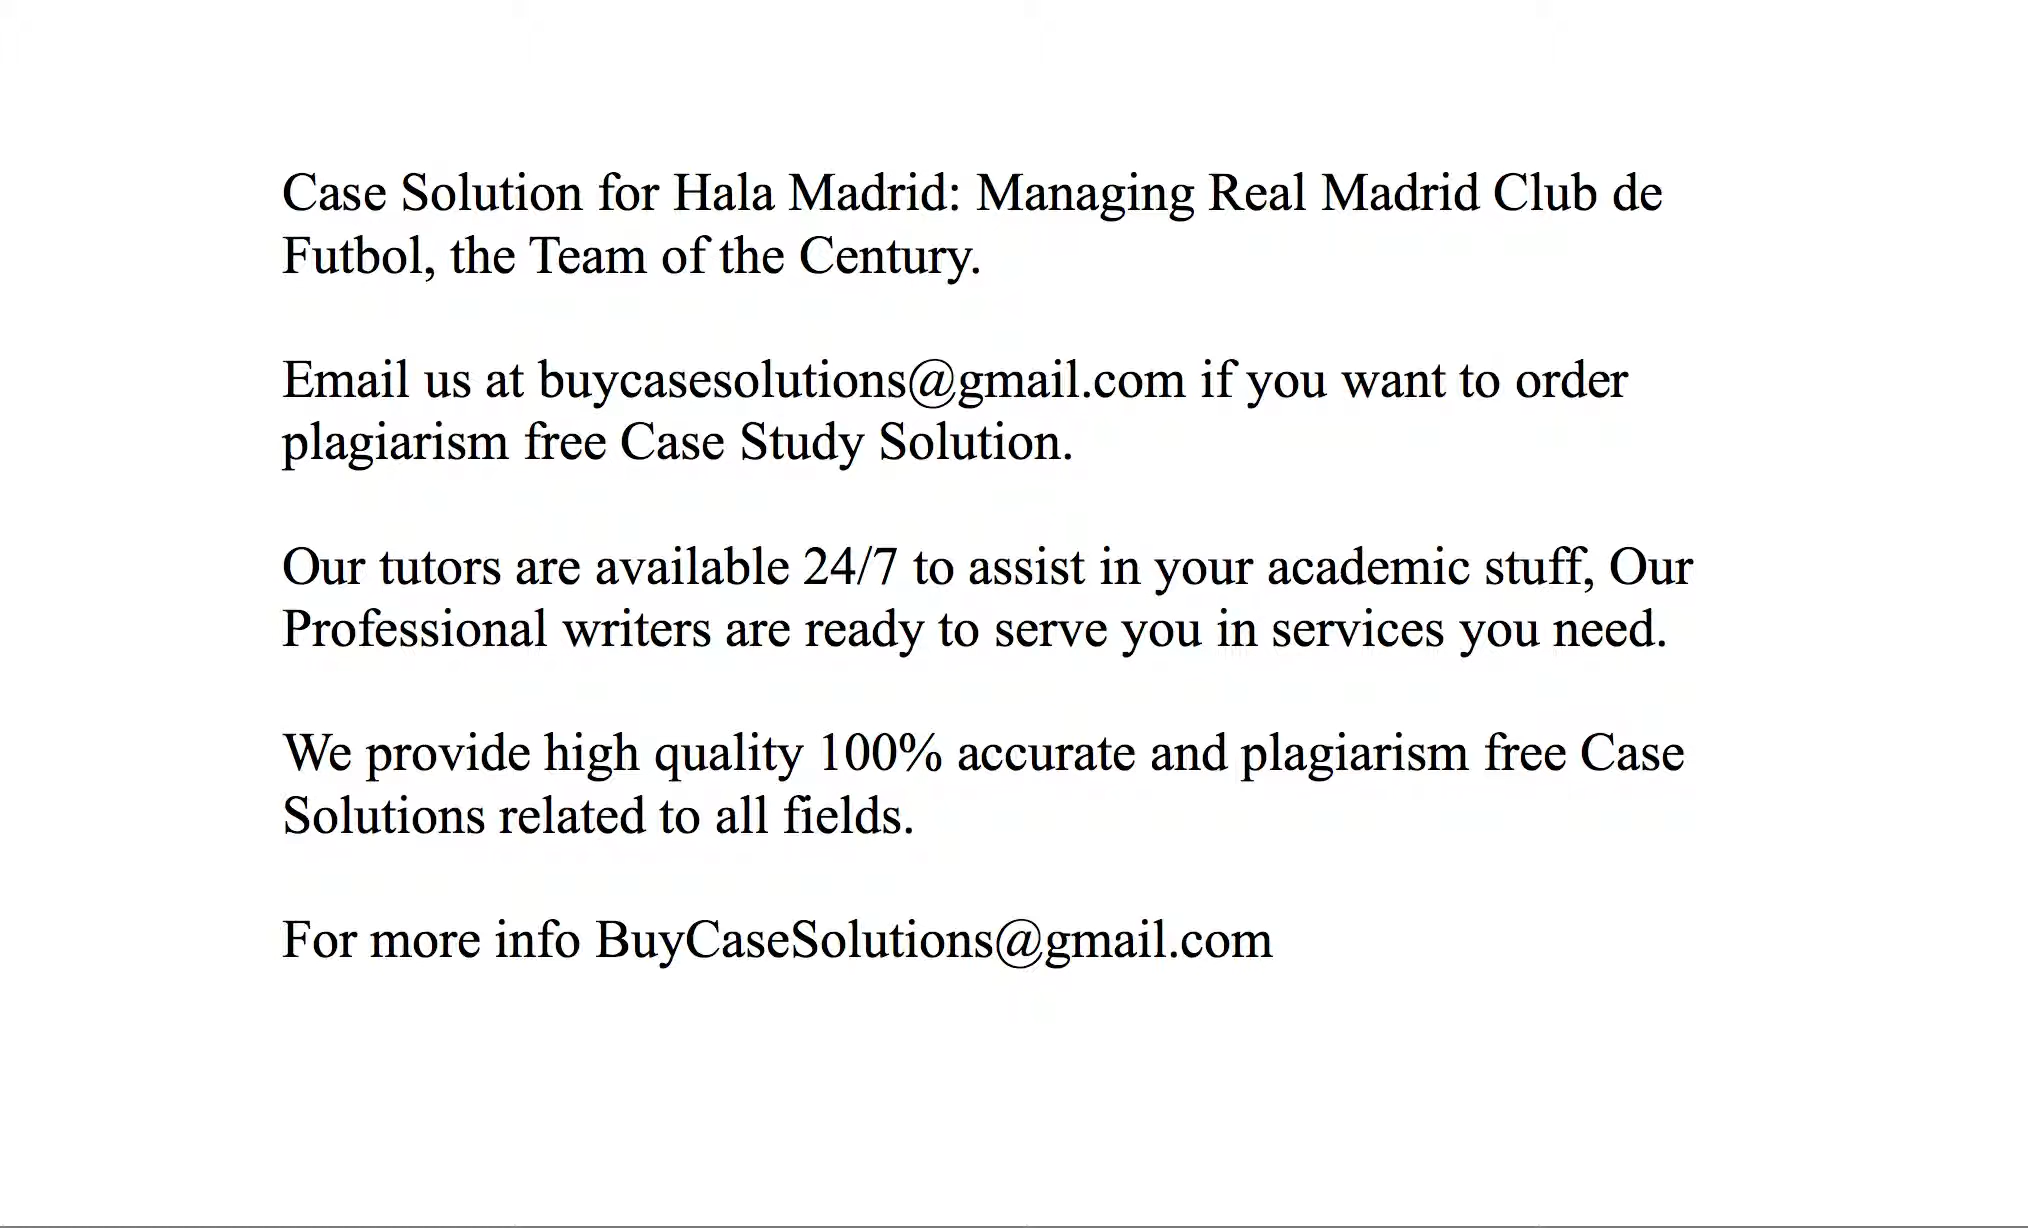 Case Solution for Hala Madrid: Managing Real Madrid Club de
Futbol, the Team of the Century.
Email us at buycasesolutions@gmail.com if you want to order
plagiarism free Case Study Solution.
Our tutors are available 24/7 to assist in your academic stuff, Our
Professional writers are ready to serve you in services you need.
We provide high quality 100% accurate and plagiarism free Case
Solutions related to all fields.
For more info BuyCaseSolutions@gmail.com